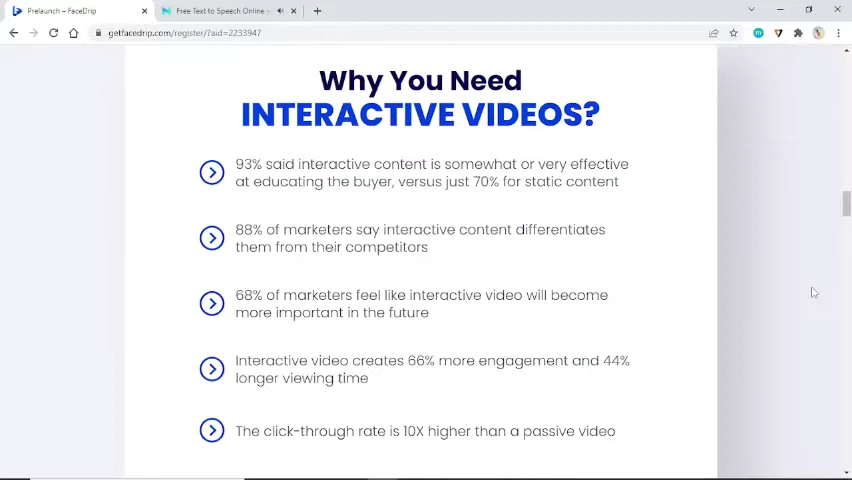 Prelaunch – FaceDrip
Free Text to Speech Online
getfacedrip.com/register/?aid=2233947
Why You Need
INTERACTIVE VIDEOS?
93% said interactive content is somewhat or very effective
at educating the buyer, versus just 70% for static content
88% of marketers say interactive content differentiates
them from their competitors
68% of marketers feel like interactive video will become
more important in the future
Interactive video creates 66% more engagement and 44%
longer viewing time
The click-through rate is 10X higher than a passive video